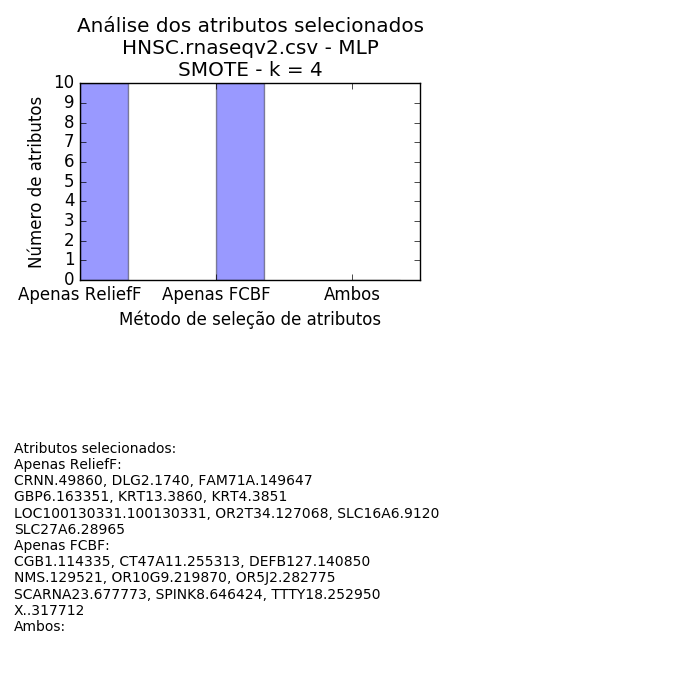 Análise dos atributos selecionados
HNSC.rnaseqv2.csv - MLP
SMOTE - k = 4
10
9
8
7
6
5
4
3
2
1
0
Número de atributos
Apenas ReliefF Apenas FCBF Ambos
Método de seleção de atributos
Atributos selecionados:
Apenas ReliefF:
CRNN.49860, DLG2.1740, FAM71A.149647
GBP6.163351, KRT13.3860, KRT4.3851
LOC100130331.100130331, OR2T34.127068, SLC16A6.9120
SLC27A6.28965
Apenas FCBF:
CGB1.114335, CT47A11.255313, DEFB127.140850
NMS.129521, OR10G9.219870, OR5J2.282775
SCARNA23.677773, SPINK8.646424, TTTY18.252950
X..317712
Ambos: